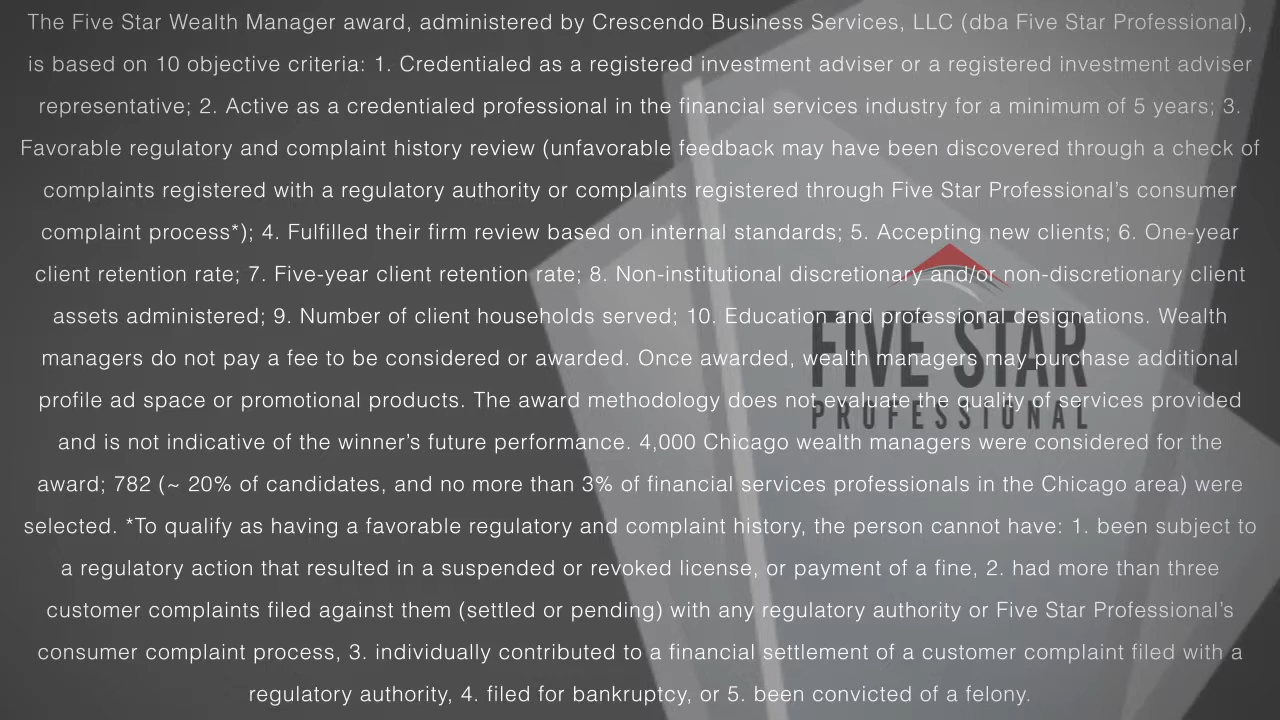 The Five Star Wealth Manager award, administered by Crescendo Business Services, LLC (dba Five Star Professional),
is based on 10 objective criteria: 1. Credentialed as a registered investment adviser or a registered investment adviser
representative; 2. Active as a credentialed professional in the financial services industry for a minimum of 5 years; 3.
Favorable regulatory and complaint history review (unfavorable feedback may have been discovered through a check of
complaints registered with a regulatory authority or complaints registered through Five Star Professional's consumer
complaint process*); 4. Fulfilled their firm review based on internal standards; 5. Accepting new clients; 6. One-year
client retention rate; 7. Five-year client retention rate; 8. Non-institutional discretionary and/or non-discretionary client
assets administered; 9. Number of client households served; 10. Education and professional designations. Wealth
managers do not pay a fee to be considered or awarded. Once awarded, wealth managers may purchase additional
profile ad space or promotional products. The award methodology does not evaluate the quality of services provided
and is not indicative of the winner's future performance. 4,000 Chicago wealth managers were considered for the
award; 782 (~ 20% of candidates, and no more than 3% of financial services professionals in the Chicago area) were
selected. *To qualify as having a favorable regulatory and complaint history, the person cannot have: 1. been subject to
a regulatory action that resulted in a suspended or revoked license, or payment of a fine, 2. had more than three
customer complaints filed against them (settled or pending) with any regulatory authority or Five Star Professional's
consumer complaint process, 3. individually contributed to a financial settlement of a customer complaint filed with a
regulatory authority, 4. filed for bankruptcy, or 5. been convicted of a felony.
FIVE STAR
PROFESSIONAL